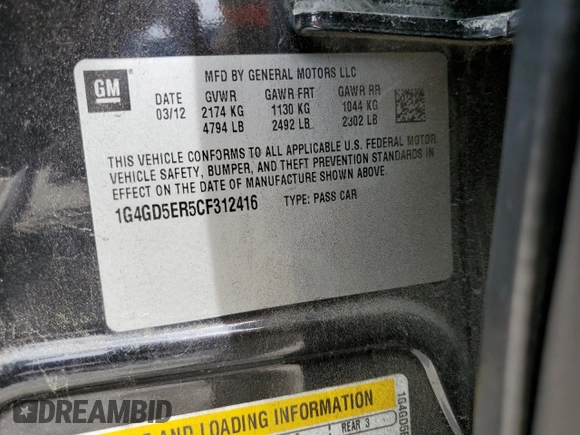 GM
MFD BY GENERAL MOTORS LLC
DATE GVWR GAWR FRT GAWR RR
03/12 2174 KG 1130 KG 1044 KG
4794 LB 2492 LB 2302 LB
THIS VEHICLE CONFORMS TO ALL APPLICABLE U.S. FEDERAL MOTOR
VEHICLE SAFETY, BUMPER, AND THEFT PREVENTION STANDARDS IN
EFFECT ON THE DATE OF MANUFACTURE SHOWN ABOVE.
1G4GD5ER5CF312416 TYPE: PASS CAR
AND LOADING INFORMATION
REAR 3
1G4GD5E
DREAMBID